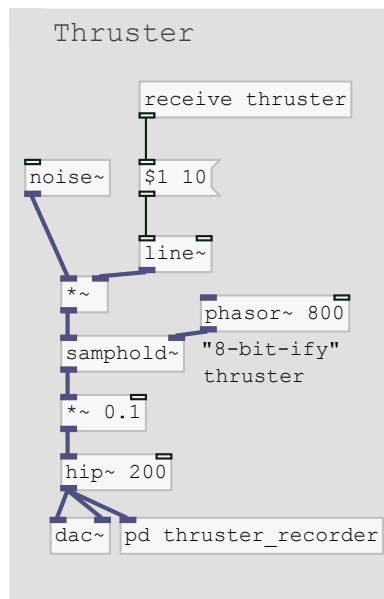 Thruster
receive thruster
noise~
$1 10
line~
*~
phasor~ 800
samphold~
"8-bit-ify"
thruster
*~ 0.1
hip~ 200
dac~
pd thruster_recorder